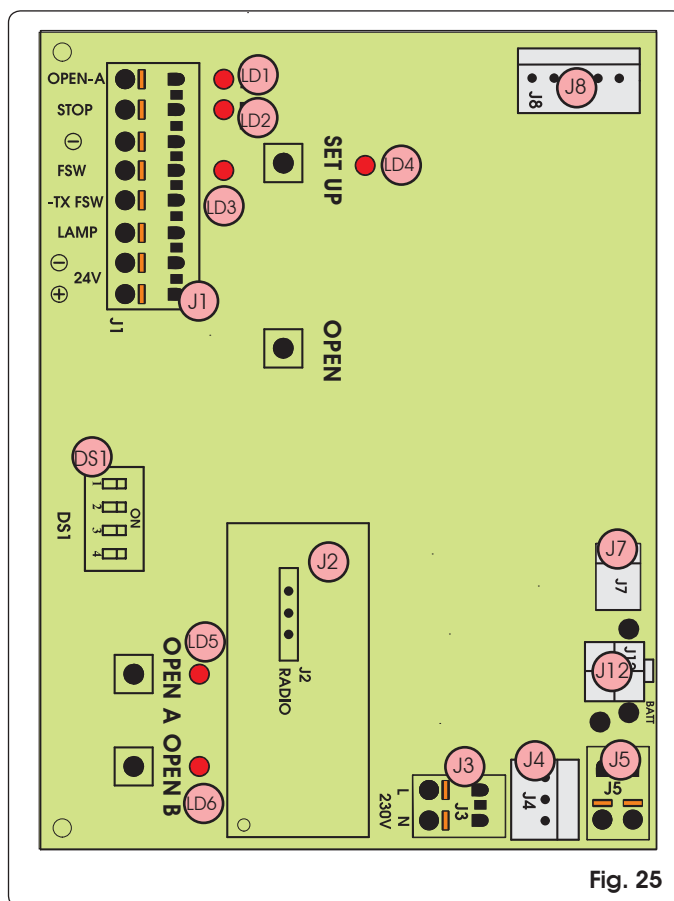 OPEN-A
STOP
⊖
FSW
-TX FSW
LAMP
⊖
24V
⊕
J1
J1
LD1
LD2
LD3
SET UP
LD4
J8
J8
OPEN
DS1
DS1
1
2
3
4
ON
J2
J2
RADIO
LD5
OPEN A
OPEN B
LD6
J7
J7
J12
BATT
J3
L
N
230V
J3
J4
J4
J5
J5
Fig. 25